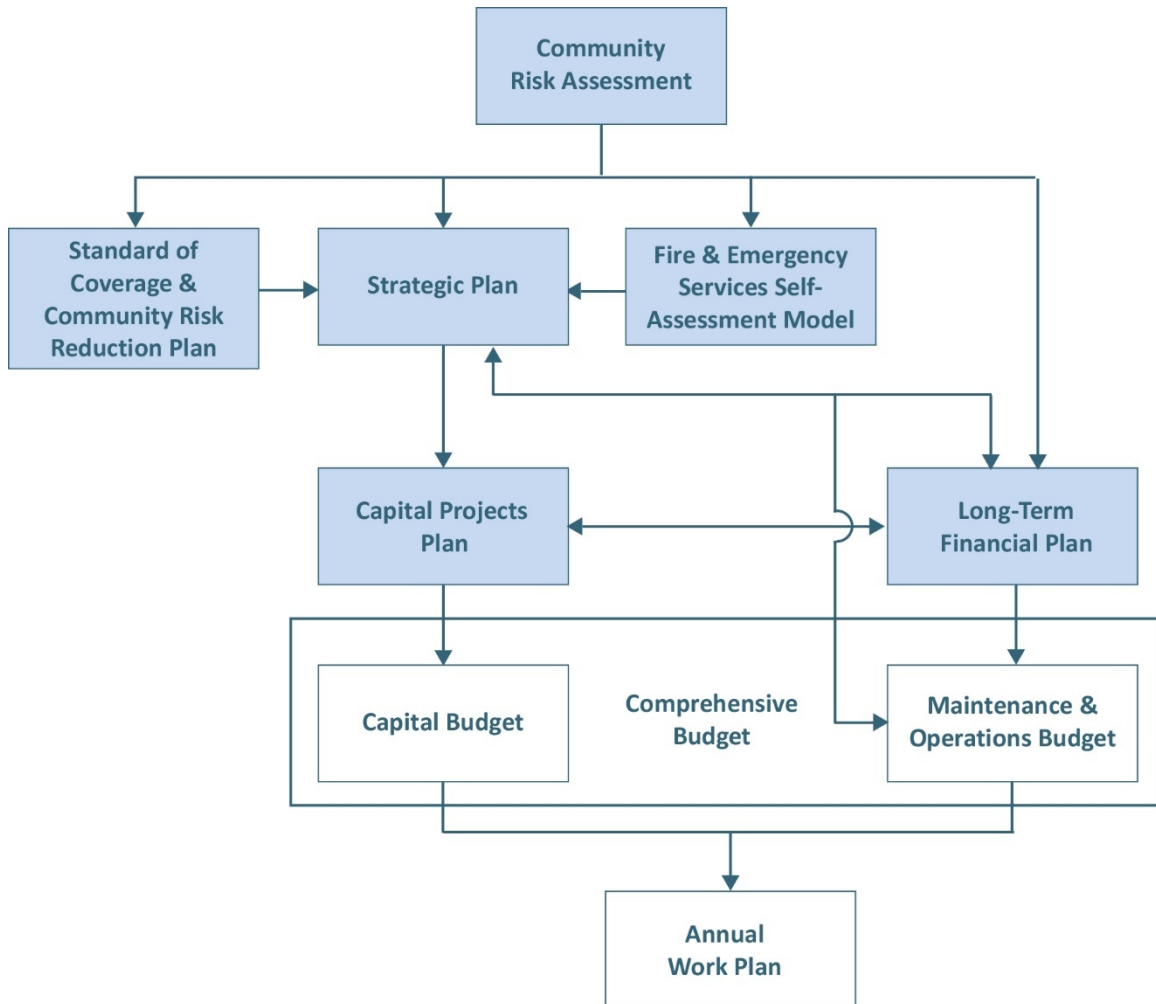 Community
Risk Assessment
Standard of
Coverage &
Community Risk
Reduction Plan
Strategic Plan
Fire & Emergency
Services Self-
Assessment Model
Capital Projects
Plan
Long-Term
Financial Plan
Capital Budget
Comprehensive
Budget
Maintenance &
Operations Budget
Annual
Work Plan